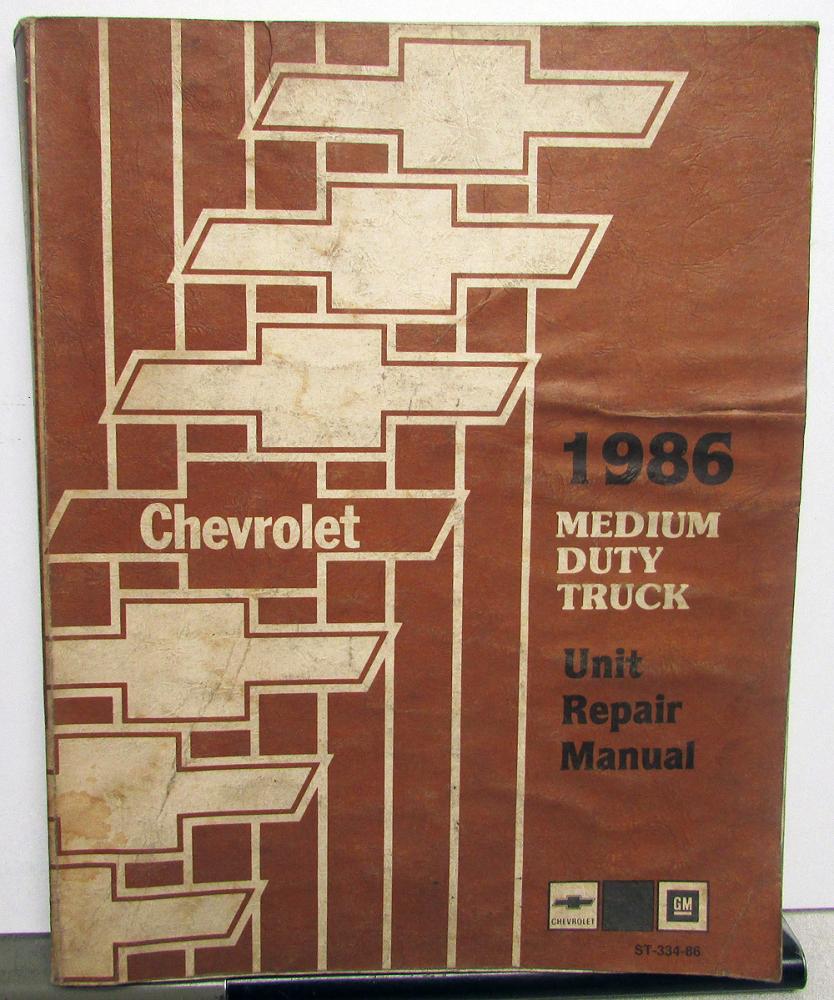 1986
MEDIUM
DUTY
TRUCK
Chevrolet
Unit
Repair
Manual
CHEVROLET
GM
ST-334-86